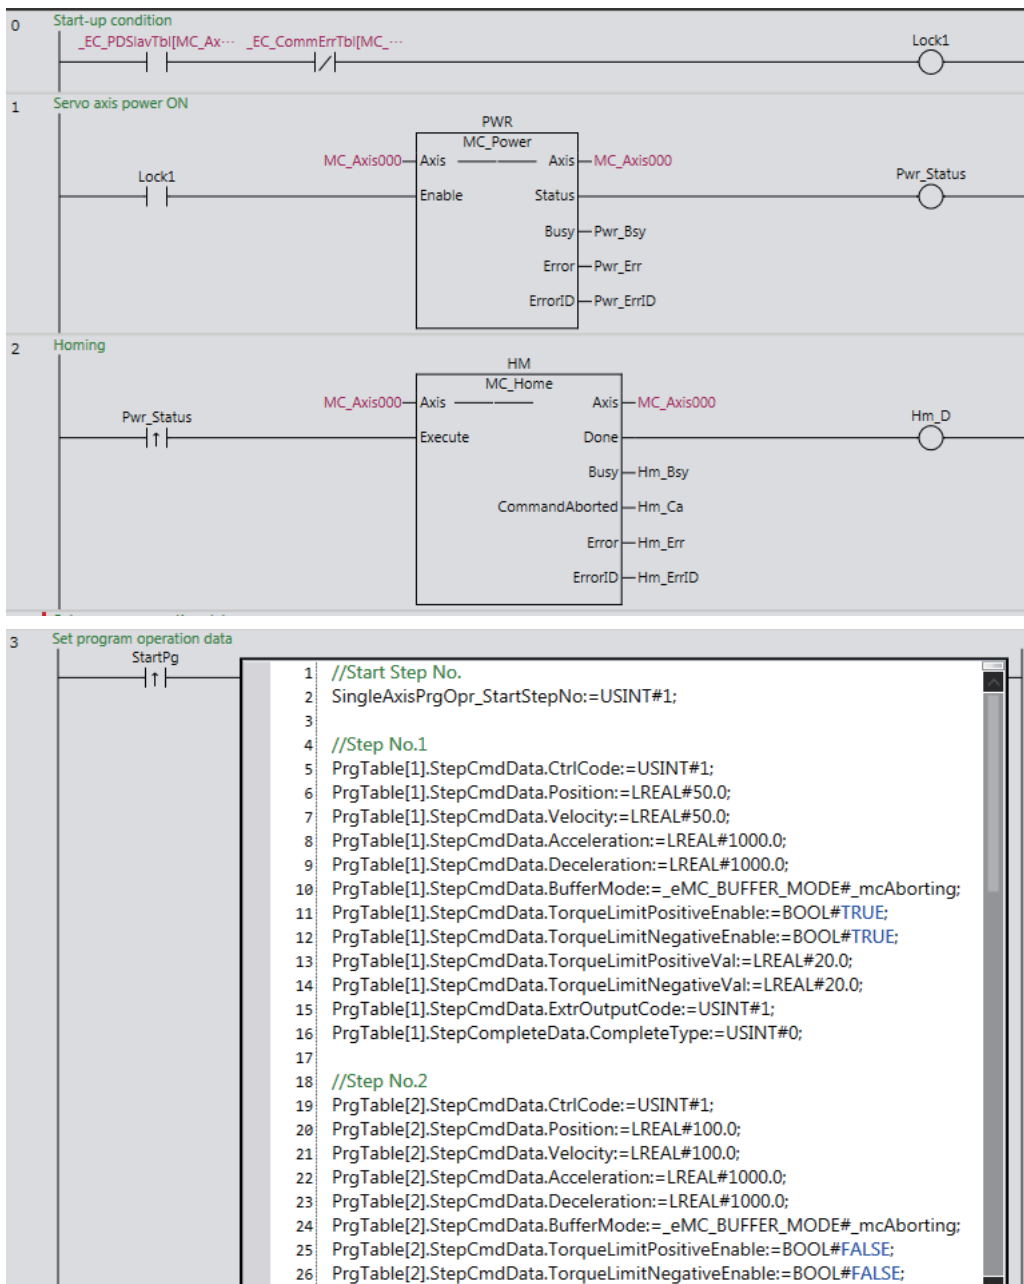 0 Start-up condition
_EC_PDSlavTbl[MC_Ax··· _EC_CommErrTbl[MC_··· Lock1
1 Servo axis power ON
PWR
MC_Power
MC_Axis000 Axis Axis MC_Axis000
Lock1 Pwr_Status
Enable Status
Busy Pwr_Bsy
Error Pwr_Err
ErrorID Pwr_ErrID
2 Homing
HM
MC_Home
MC_Axis000 Axis Axis MC_Axis000
Pwr_Status Hm_D
Execute Done
Busy Hm_Bsy
CommandAborted Hm_Ca
Error Hm_Err
ErrorID Hm_ErrID
3 Set program operation data
StartPg
1 //Start Step No.
2 SingleAxisPrgOpr_StartStepNo:=USINT#1;
3
4 //Step No.1
5 PrgTable[1].StepCmdData.CtrlCode:=USINT#1;
6 PrgTable[1].StepCmdData.Position:=LREAL#50.0;
7 PrgTable[1].StepCmdData.Velocity:=LREAL#50.0;
8 PrgTable[1].StepCmdData.Acceleration:=LREAL#1000.0;
9 PrgTable[1].StepCmdData.Deceleration:=LREAL#1000.0;
10 PrgTable[1].StepCmdData.BufferMode:=_eMC_BUFFER_MODE#_mcAborting;
11 PrgTable[1].StepCmdData.TorqueLimitPositiveEnable:=BOOL#TRUE;
12 PrgTable[1].StepCmdData.TorqueLimitNegativeEnable:=BOOL#TRUE;
13 PrgTable[1].StepCmdData.TorqueLimitPositiveVal:=LREAL#20.0;
14 PrgTable[1].StepCmdData.TorqueLimitNegativeVal:=LREAL#20.0;
15 PrgTable[1].StepCmdData.ExtrOutputCode:=USINT#1;
16 PrgTable[1].StepCompleteData.CompleteType:=USINT#0;
17
18 //Step No.2
19 PrgTable[2].StepCmdData.CtrlCode:=USINT#1;
20 PrgTable[2].StepCmdData.Position:=LREAL#100.0;
21 PrgTable[2].StepCmdData.Velocity:=LREAL#100.0;
22 PrgTable[2].StepCmdData.Acceleration:=LREAL#1000.0;
23 PrgTable[2].StepCmdData.Deceleration:=LREAL#1000.0;
24 PrgTable[2].StepCmdData.BufferMode:=_eMC_BUFFER_MODE#_mcAborting;
25 PrgTable[2].StepCmdData.TorqueLimitPositiveEnable:=BOOL#FALSE;
26 PrgTable[2].StepCmdData.TorqueLimitNegativeEnable:=BOOL#FALSE;